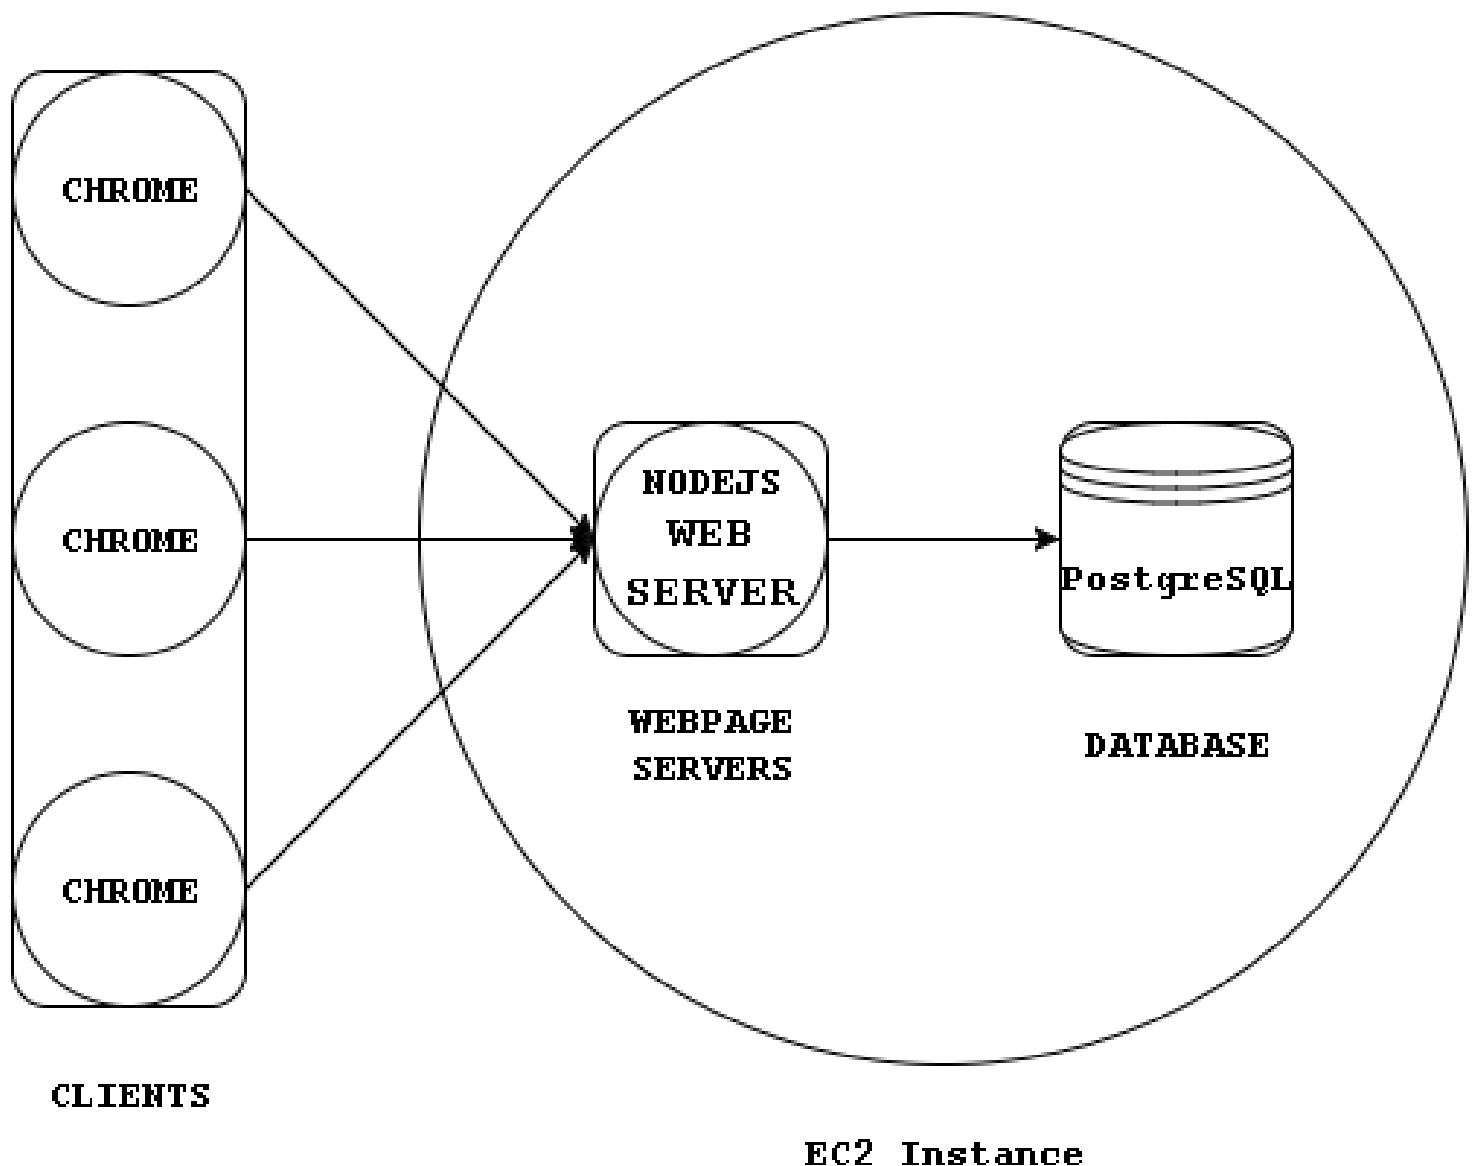 CHROME
CHROME
CHROME
CLIENTS
NODEJS
WEB
SERVER
WEBPAGE
SERVERS
PostgreSQL
DATABASE
EC2 Instance